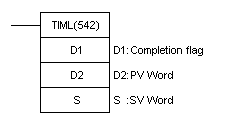 TIML(542)
D1 D1: Completion flag
D2 D2: PV Word
S S :SV Word